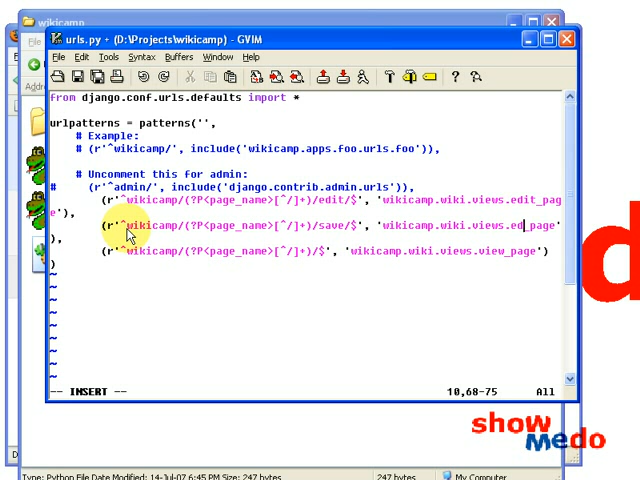 wikicamp
urls.py + (D:\Projects\wikicamp) - GVIM
File Edit Tools Syntax Buffers Window Help
from django.conf.urls.defaults import *
urlpatterns = patterns('',
# Example:
# (r'^wikicamp/', include('wikicamp.apps.foo.urls.foo')),
# Uncomment this for admin:
# (r'^admin/', include('django.contrib.admin.urls')),
(r'^wikicamp/(?P<page_name>[^/]+)/edit/$', 'wikicamp.wiki.views.edit_pag
e'),
(r'^wikicamp/(?P<page_name>[^/]+)/save/$', 'wikicamp.wiki.views.ed_page'
),
(r'^wikicamp/(?P<page_name>[^/]+)/$', 'wikicamp.wiki.views.view_page')
)
~
~
~
~
~
~
~
~
~
-- INSERT -- 10,68-75 All
show
medo
d
Type: Python File Date Modified: 14-Jul-07 6:45 PM Size: 247 bytes 247 bytes My Computer